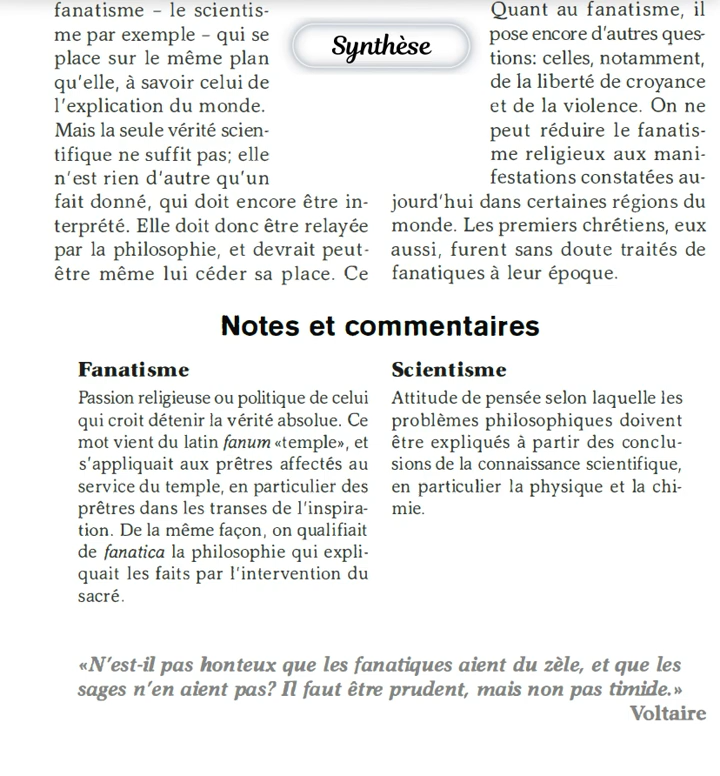 fanatisme – le scientis-
me par exemple – qui se
place sur le même plan
qu'elle, à savoir celui de
l'explication du monde.
Mais la seule vérité scien-
tifique ne suffit pas; elle
n'est rien d'autre qu'un
fait donné, qui doit encore être in-
terprété. Elle doit donc être relayée
par la philosophie, et devrait peut-
être même lui céder sa place. Ce
Synthèse
Quant au fanatisme, il
pose encore d'autres ques-
tions: celles, notamment,
de la liberté de croyance
et de la violence. On ne
peut réduire le fanatis-
me religieux aux mani-
festations constatées au-
jourd'hui dans certaines régions du
monde. Les premiers chrétiens, eux
aussi, furent sans doute traités de
fanatiques à leur époque.
Notes et commentaires
Fanatisme
Passion religieuse ou politique de celui
qui croit détenir la vérité absolue. Ce
mot vient du latin fanum «temple», et
s'appliquait aux prêtres affectés au
service du temple, en particulier des
prêtres dans les transes de l'inspira-
tion. De la même façon, on qualifiait
de fanatica la philosophie qui expli-
quait les faits par l'intervention du
sacré.
Scientisme
Attitude de pensée selon laquelle les
problèmes philosophiques doivent
être expliqués à partir des conclu-
sions de la connaissance scientifique,
en particulier la physique et la chi-
mie.
«N'est-il pas honteux que les fanatiques aient du zèle, et que les
sages n'en aient pas? Il faut être prudent, mais non pas timide.»
Voltaire